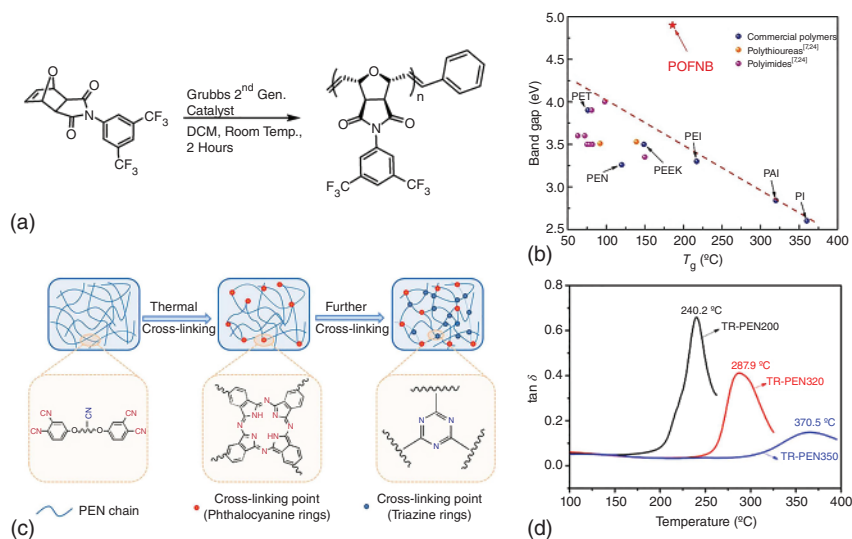 O
O
N
O
CF3
F3C
Grubbs 2nd Gen.
Catalyst
DCM, Room Temp.,
2 Hours
O
n
O
N
O
F3C
CF3
(a)
5.0
4.5
4.0
3.5
3.0
2.5
Band gap (eV)
50 100 150 200 250 300 350
Tg (ºC)
POFNB
Commercial polymers
Polythioureas[7,24]
Polyimides[7,24]
PET
PEN
PEEK
PEI
PAI
PI
(b)
Thermal
Cross-linking
Further
Cross-linking
NC
NC
O
CN
O
CN
CN
N
N
N
NH
N
N
HN
N
N
N
N
PEN chain
Cross-linking point
(Phthalocyanine rings)
Cross-linking point
(Triazine rings)
(c)
0.8
0.6
0.4
0.2
0.0
tan δ
240.2 ºC
TR-PEN200
287.9 ºC
TR-PEN320
370.5 ºC
TR-PEN350
100 150 200 250 300 350 400
Temperature (ºC)
(d)